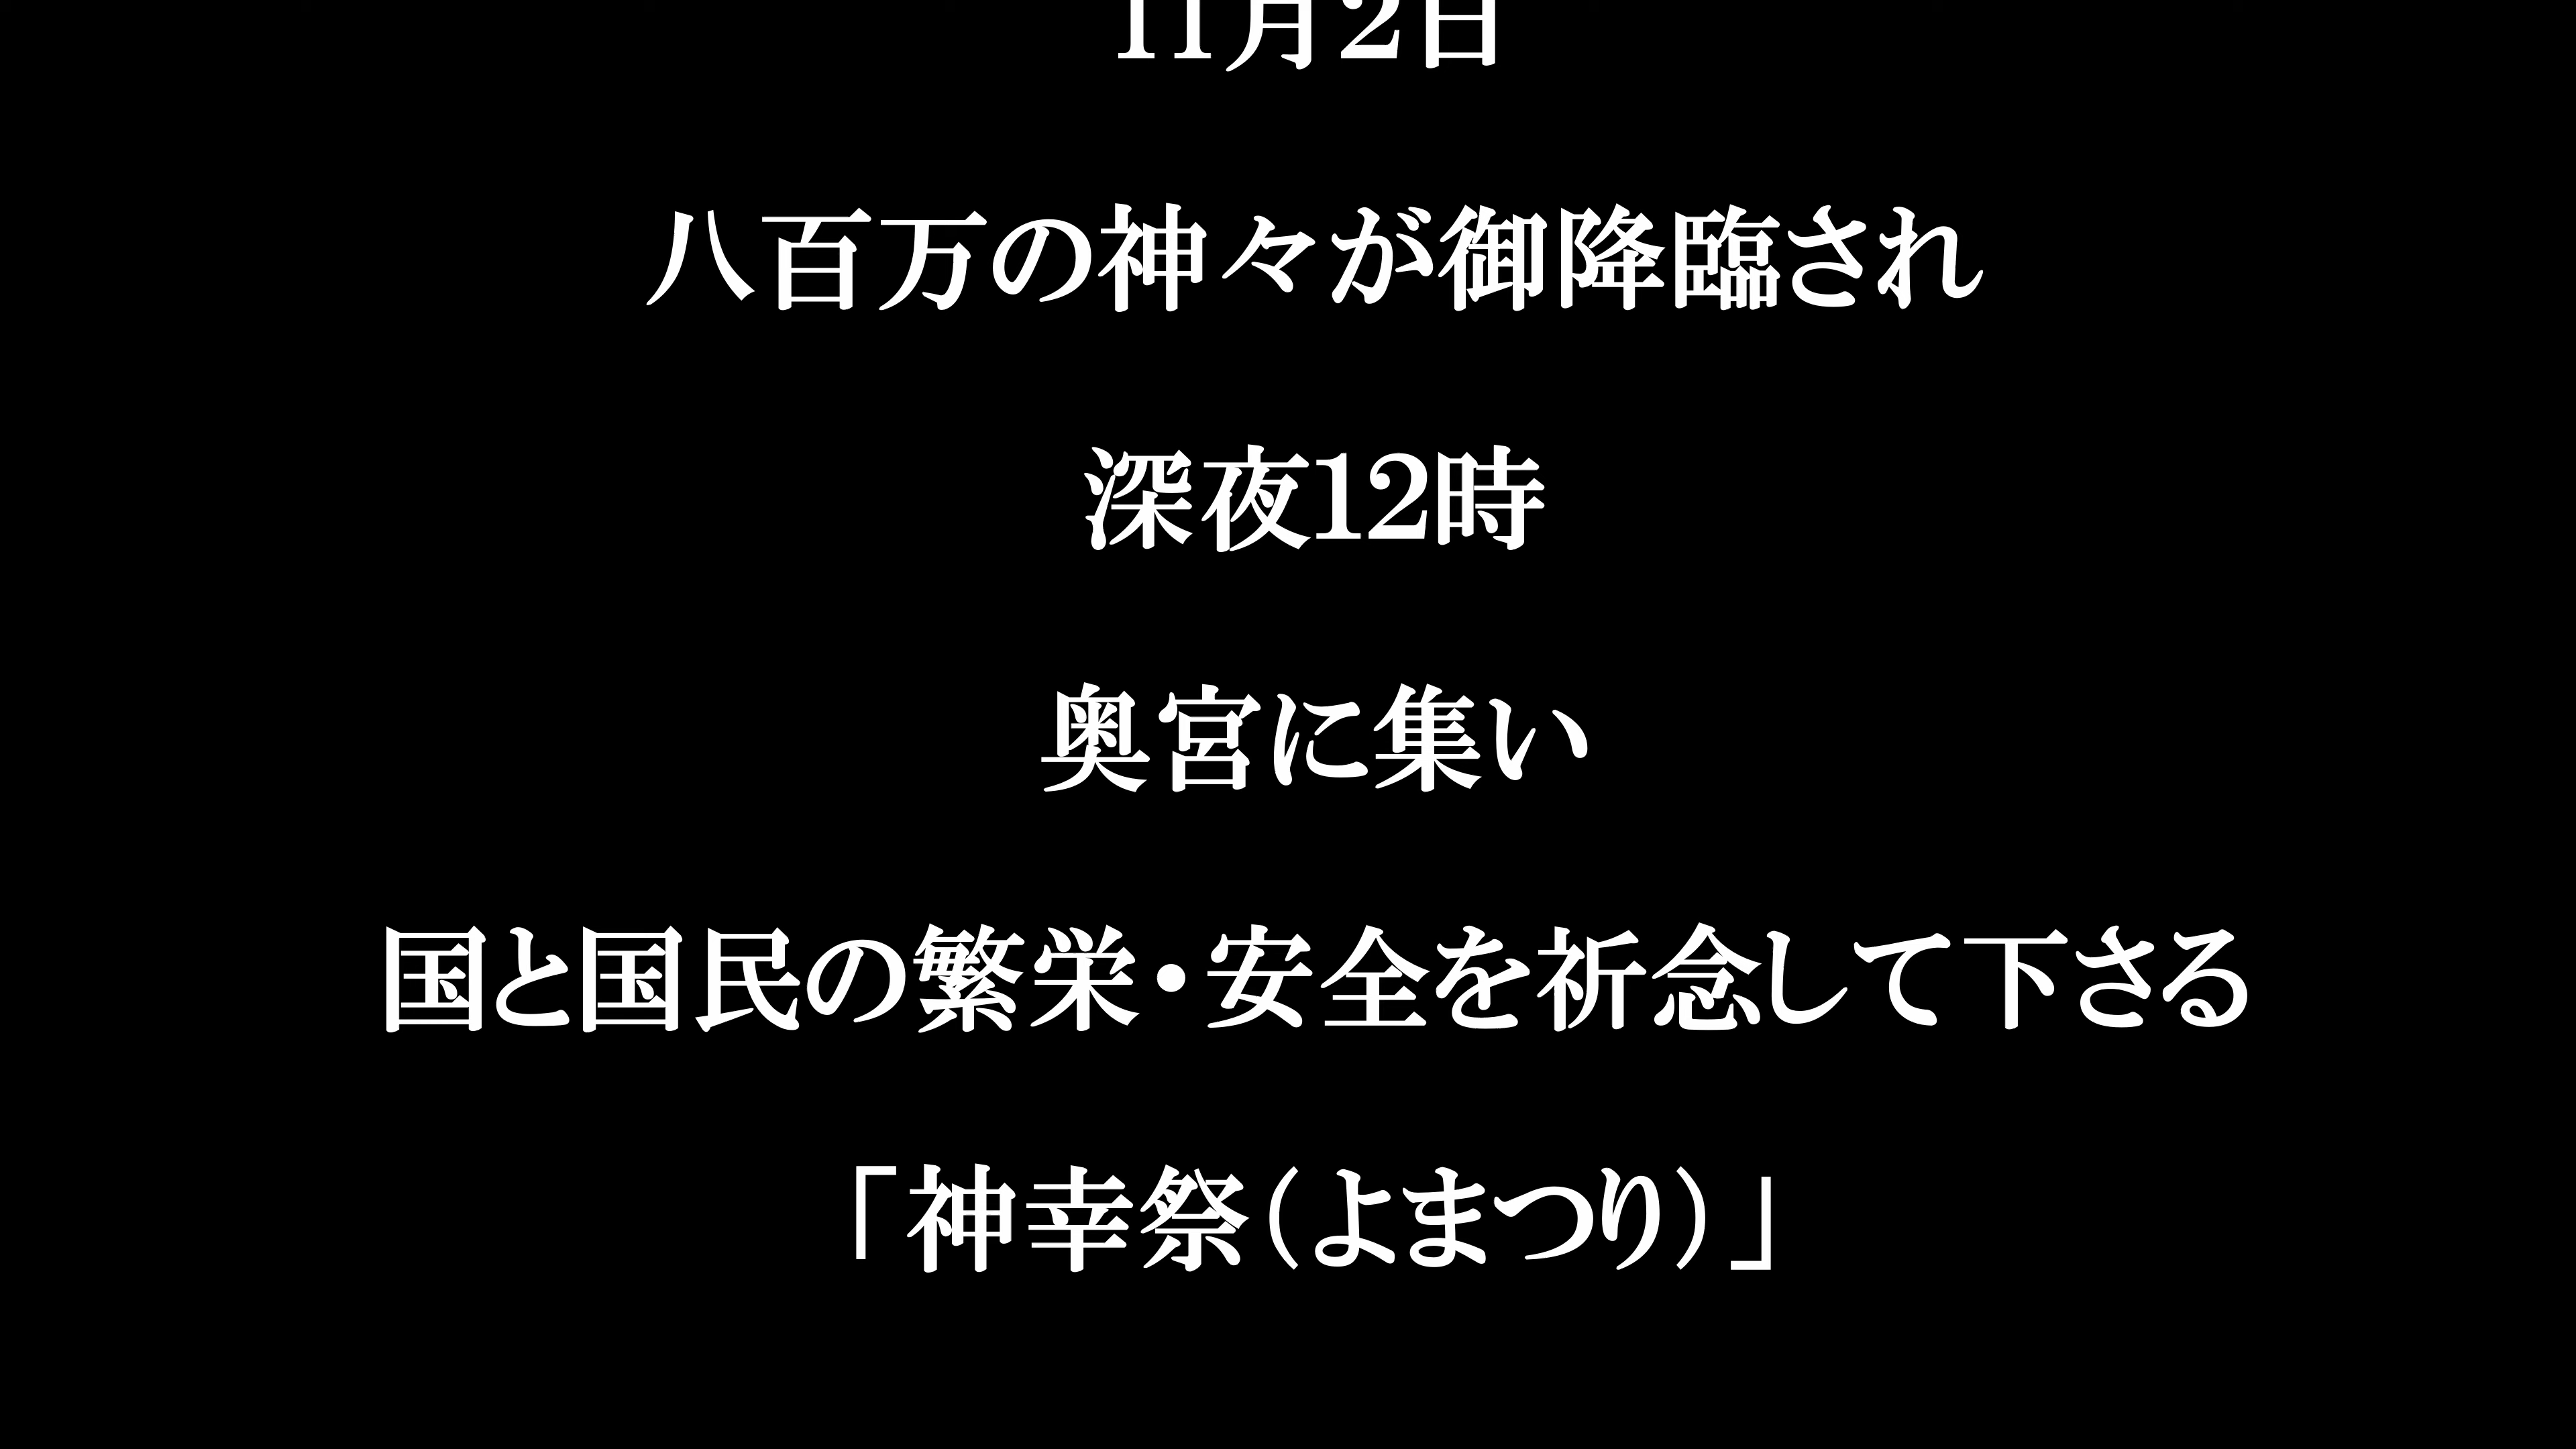 11月2日
八百万の神々が御降臨され
深夜12時
奥宮に集い
国と国民の繁栄・安全を祈念して下さる
「神幸祭(よまつり)」